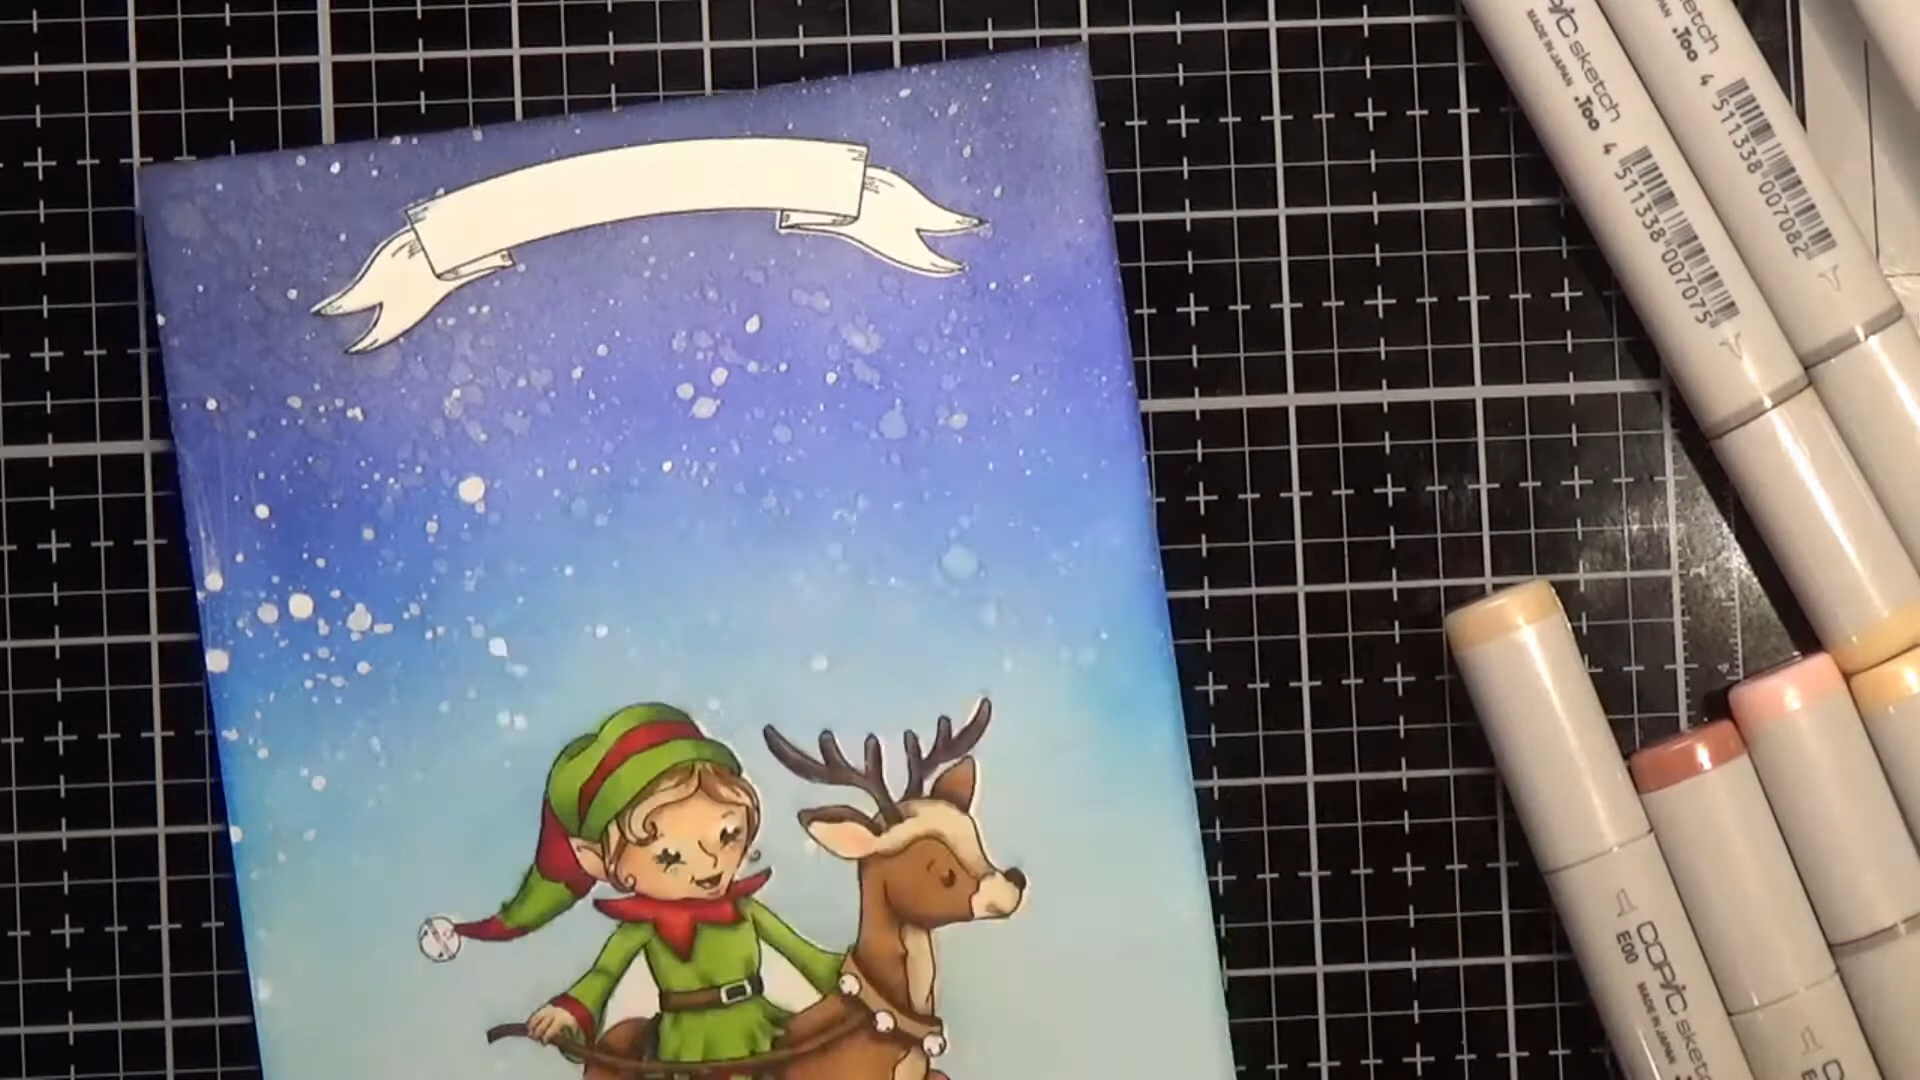 COPIC sketch
MADE IN JAPAN .Too
4 511338 007075
sketch
.Too
4 511338 007082
COPIC sketch
E00
MADE IN JAPAN